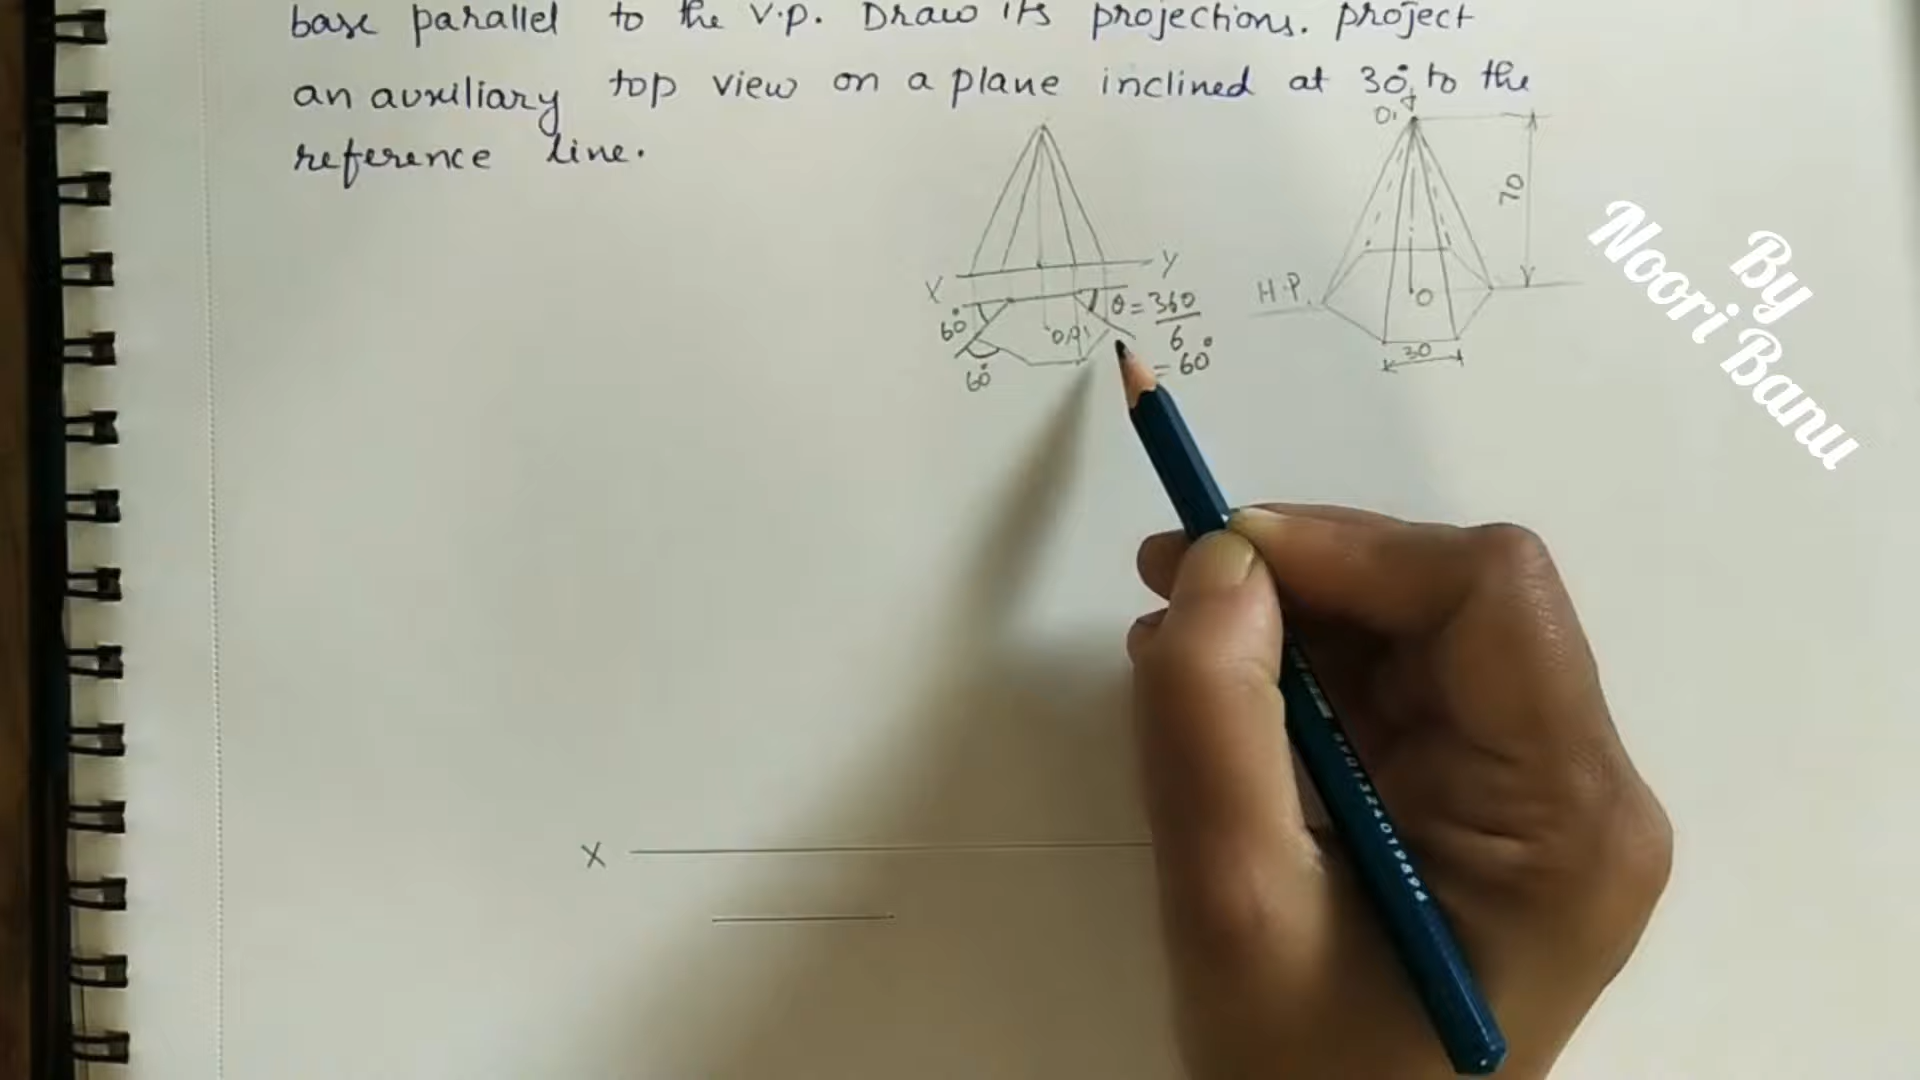 base parallel to the V.p. Draw its projections. project
an auxiliary top view on a plane inclined at 30° to the
reference line.
O1
70
X
Y
60°
O,O1
θ = 360
6
= 60°
60°
H.P.
O
30
By
Noori Banu
X
8901324019896